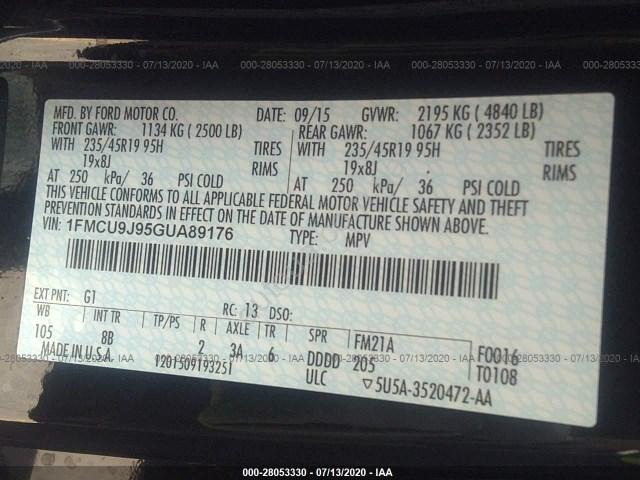 000-28053330 - 07/13/2020 - IAA
MFD. BY FORD MOTOR CO. DATE: 09/15 GVWR: 2195 KG ( 4840 LB)
FRONT GAWR: 1134 KG ( 2500 LB) REAR GAWR: 1067 KG ( 2352 LB)
WITH 235/45R19 95H TIRES WITH 235/45R19 95H TIRES
19x8J RIMS 19x8J RIMS
AT 250 kPa/ 36 PSI COLD AT 250 kPa/ 36 PSI COLD
THIS VEHICLE CONFORMS TO ALL APPLICABLE FEDERAL MOTOR VEHICLE SAFETY AND THEFT
PREVENTION STANDARDS IN EFFECT ON THE DATE OF MANUFACTURE SHOWN ABOVE.
VIN: 1FMCU9J95GUA89176 TYPE: MPV
EXT PNT: G1 RC: 13 DSO:
WB INT TR TP/PS R AXLE TR SPR FM21A F0016
105 8B 2 3A 6 DDDD 205 T0108
MADE IN U.S.A. 1201509193251 ULC ▽5U5A-3520472-AA
000-28053330 - 07/13/2020 - IAA
000-28053330 - 07/13/2020 - IAA